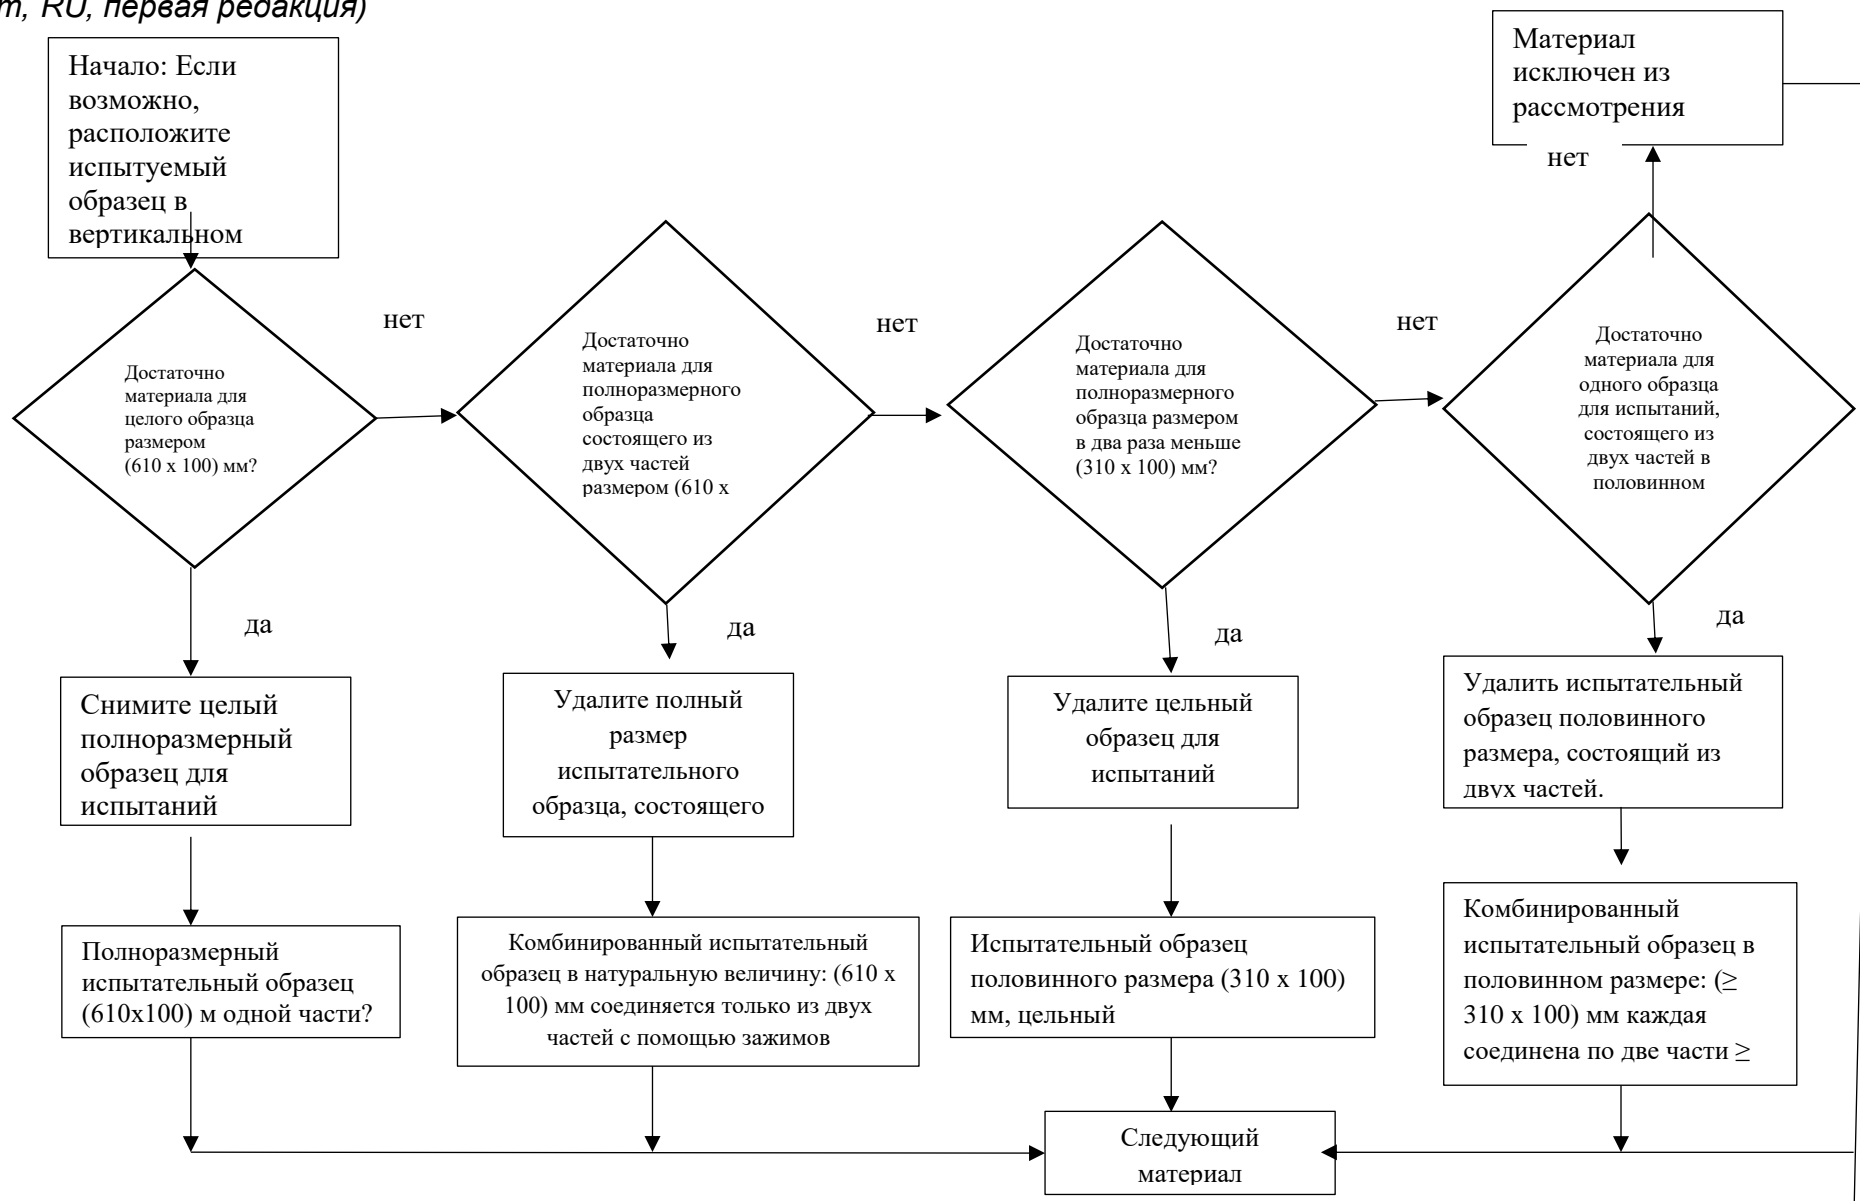 т, RU, первая редакция)
Начало: Если
возможно,
расположите
испытуемый
образец в
вертикальном
Материал
исключен из
рассмотрения
нет
нет
нет
нет
Достаточно
материала для
целого образца
размером
(610 х 100) мм?
Достаточно
материала для
полноразмерного
образца
состоящего из
двух частей
размером (610 х
Достаточно
материала для
полноразмерного
образца размером
в два раза меньше
(310 х 100) мм?
Достаточно
материала для
одного образца
для испытаний,
состоящего из
двух частей в
половинном
да
да
да
да
Снимите целый
полноразмерный
образец для
испытаний
Удалите полный
размер
испытательного
образца, состоящего
Удалите цельный
образец для
испытаний
Удалить испытательный
образец половинного
размера, состоящий из
двух частей.
Полноразмерный
испытательный образец
(610х100) м одной части?
Комбинированный испытательный
образец в натуральную величину: (610 х
100) мм соединяется только из двух
частей с помощью зажимов
Испытательный образец
половинного размера (310 х 100)
мм, цельный
Комбинированный
испытательный образец в
половинном размере: (≥
310 х 100) мм каждая
соединена по две части ≥
Следующий
материал